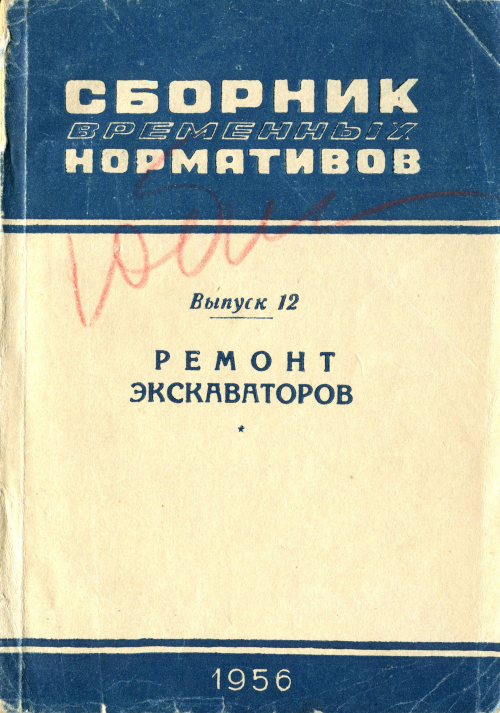 СБОРНИК
ВРЕМЕННЫХ
НОРМАТИВОВ
Выпуск 12
РЕМОНТ
ЭКСКАВАТОРОВ
*
1956